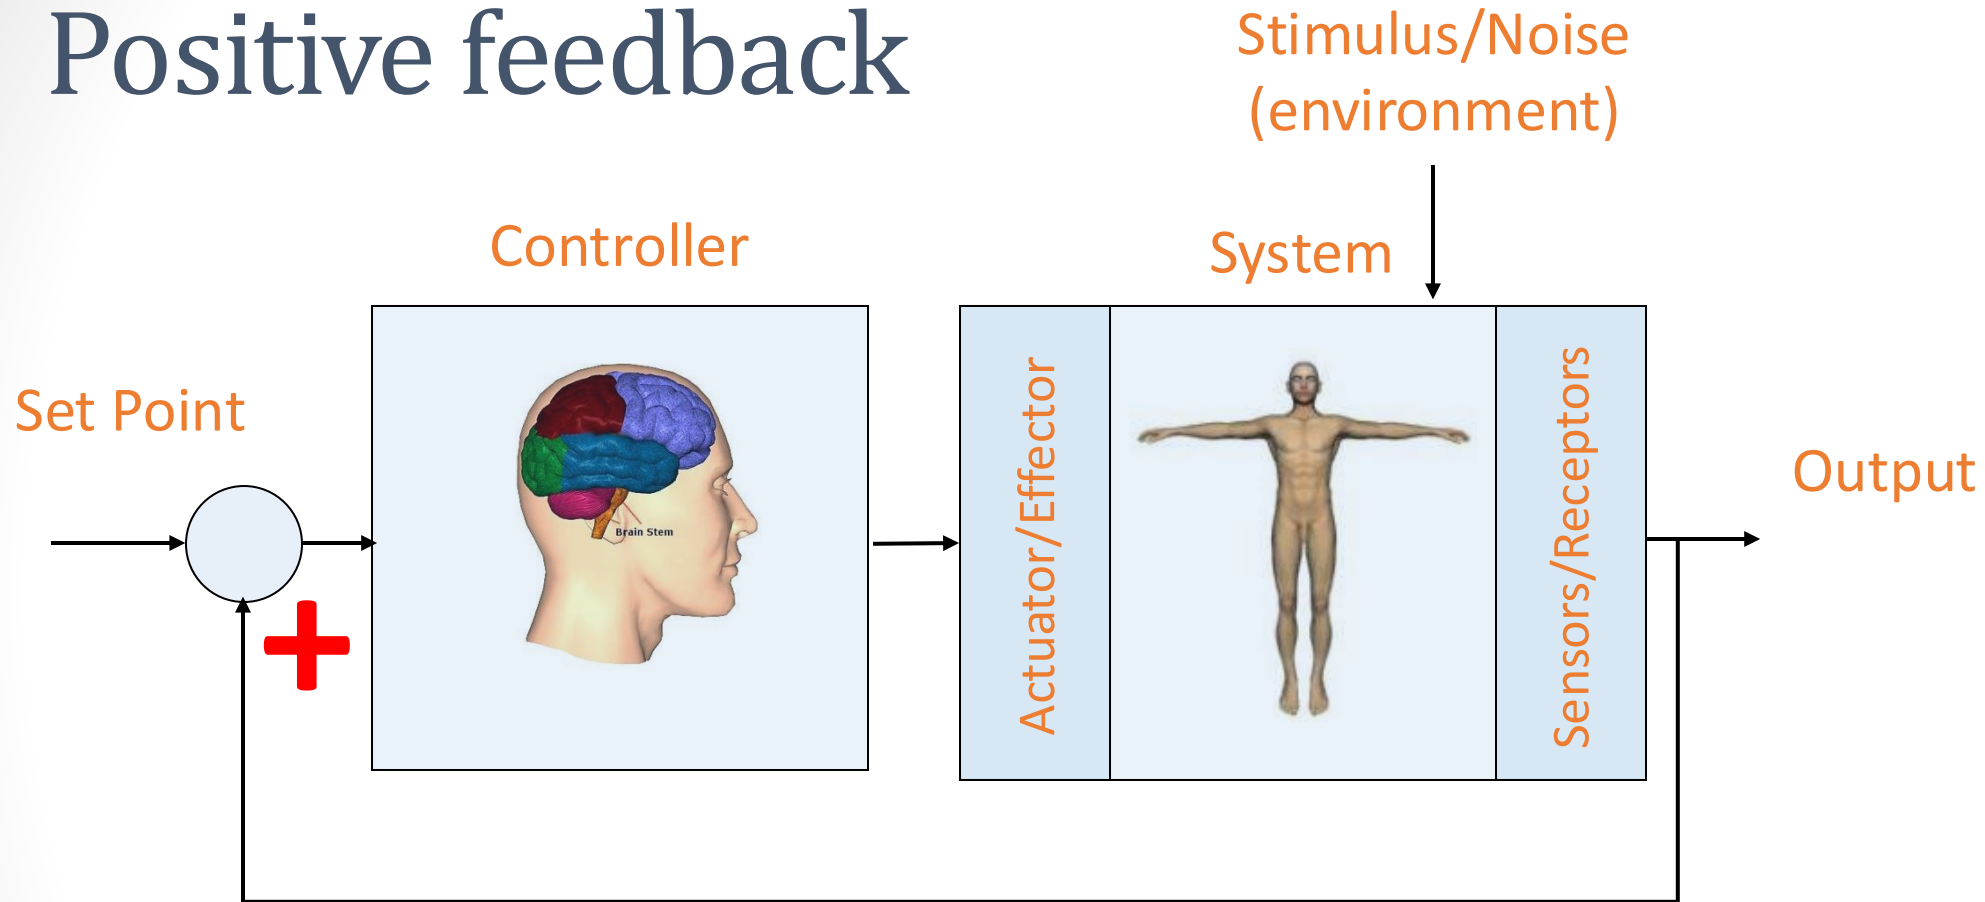 Positive feedback
Stimulus/Noise
(environment)
Controller
System
Set Point
Brain Stem
Actuator/Effector
Sensors/Receptors
Output